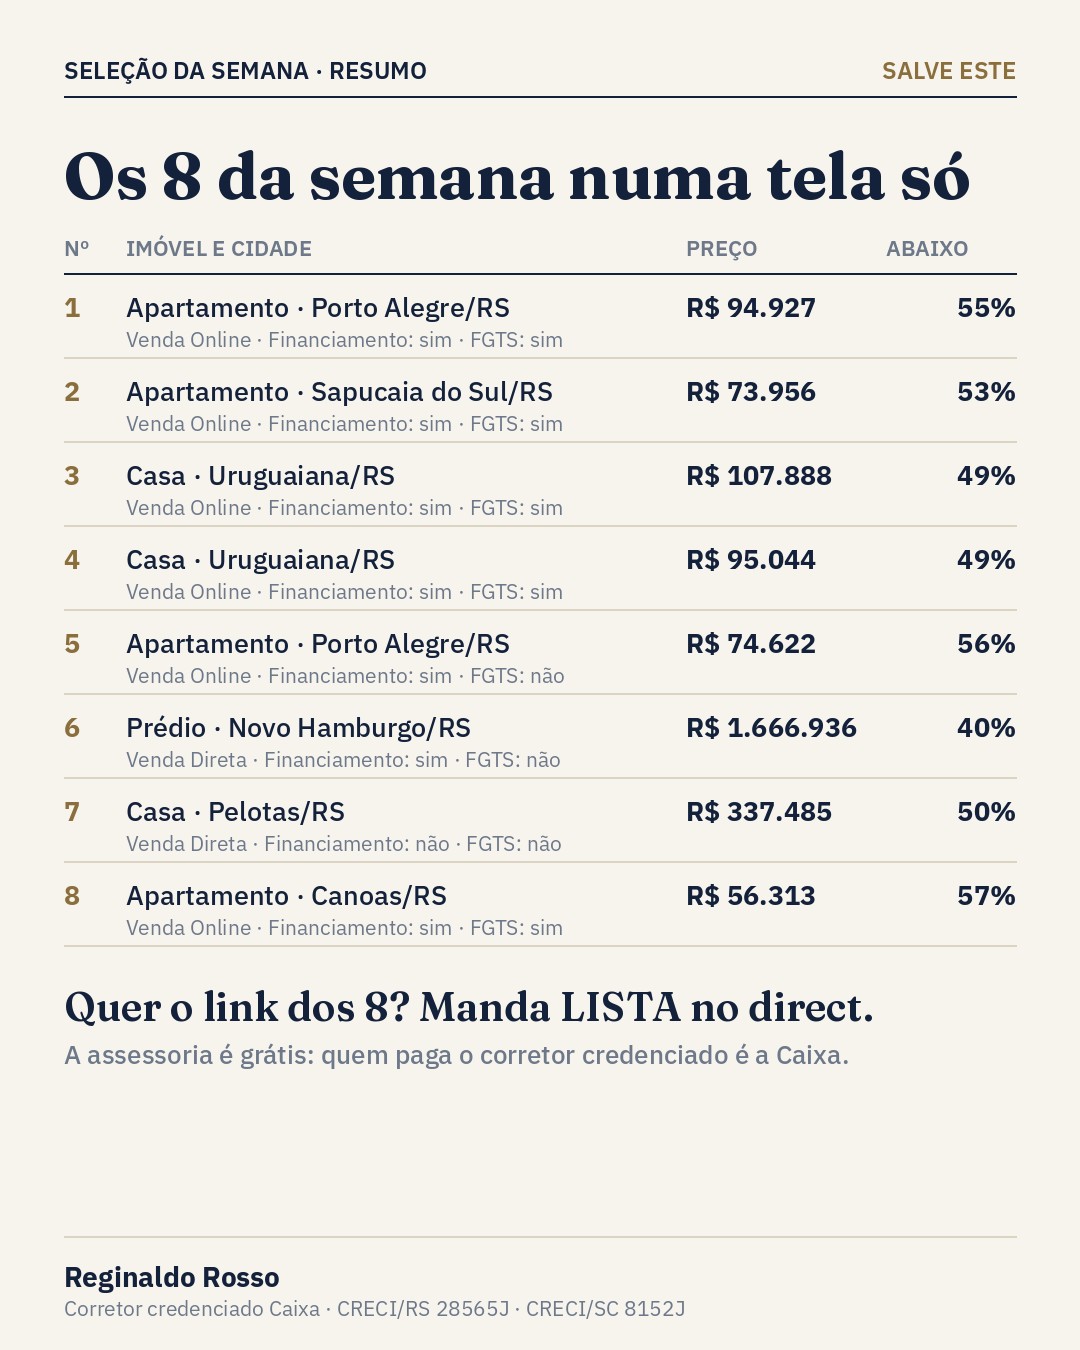 SELEÇÃO DA SEMANA · RESUMO SALVE ESTE
Os 8 da semana numa tela só
Nº IMÓVEL E CIDADE PREÇO ABAIXO
1 Apartamento · Porto Alegre/RS R$ 94.927 55%
Venda Online · Financiamento: sim · FGTS: sim
2 Apartamento · Sapucaia do Sul/RS R$ 73.956 53%
Venda Online · Financiamento: sim · FGTS: sim
3 Casa · Uruguaiana/RS R$ 107.888 49%
Venda Online · Financiamento: sim · FGTS: sim
4 Casa · Uruguaiana/RS R$ 95.044 49%
Venda Online · Financiamento: sim · FGTS: sim
5 Apartamento · Porto Alegre/RS R$ 74.622 56%
Venda Online · Financiamento: sim · FGTS: não
6 Prédio · Novo Hamburgo/RS R$ 1.666.936 40%
Venda Direta · Financiamento: sim · FGTS: não
7 Casa · Pelotas/RS R$ 337.485 50%
Venda Direta · Financiamento: não · FGTS: não
8 Apartamento · Canoas/RS R$ 56.313 57%
Venda Online · Financiamento: sim · FGTS: sim
Quer o link dos 8? Manda LISTA no direct.
A assessoria é grátis: quem paga o corretor credenciado é a Caixa.
Reginaldo Rosso
Corretor credenciado Caixa · CRECI/RS 28565J · CRECI/SC 8152J